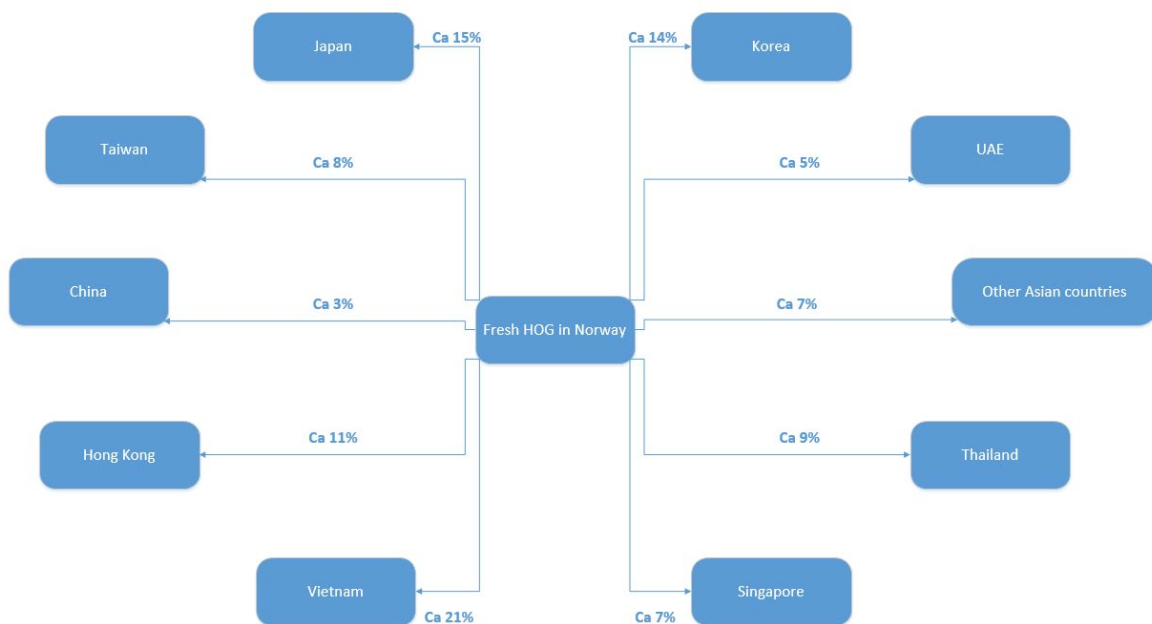 Japan
Ca 15%
Ca 14%
Korea
Taiwan
Ca 8%
Ca 5%
UAE
China
Ca 3%
Fresh HOG in Norway
Ca 7%
Other Asian countries
Hong Kong
Ca 11%
Ca 9%
Thailand
Vietnam
Ca 21%
Ca 7%
Singapore